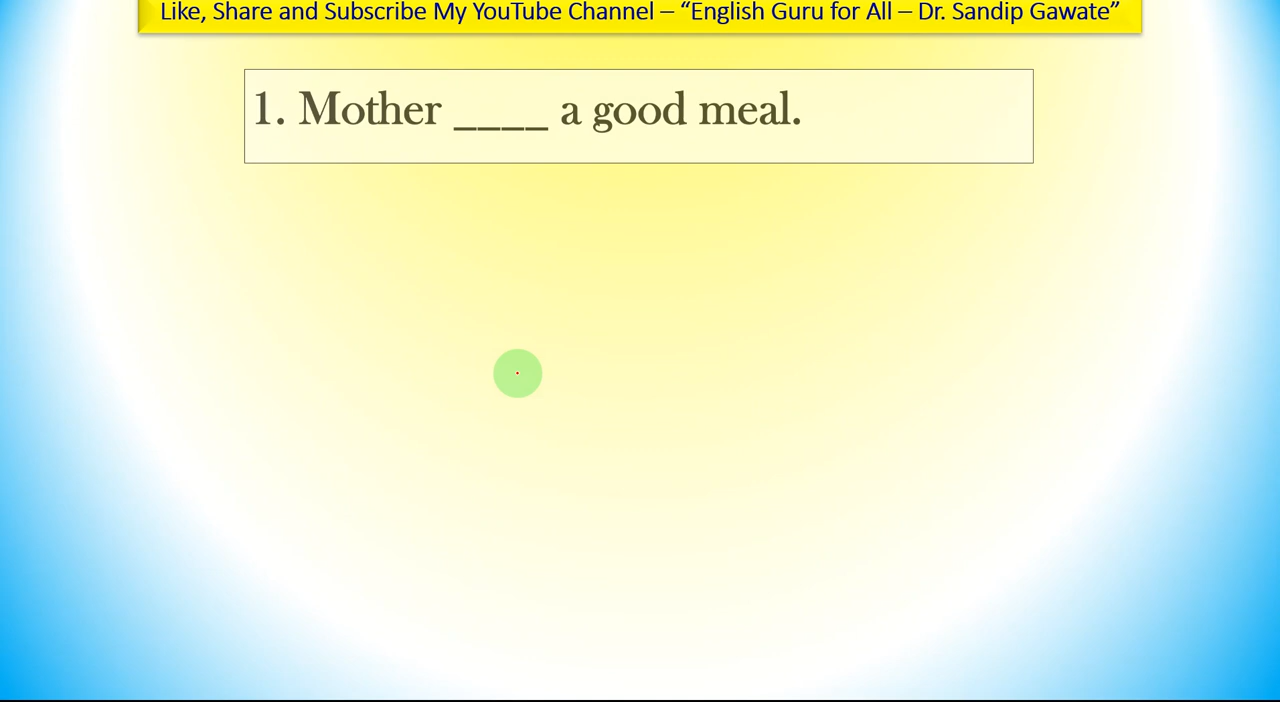 Like, Share and Subscribe My YouTube Channel – “English Guru for All – Dr. Sandip Gawate”
1. Mother ____ a good meal.